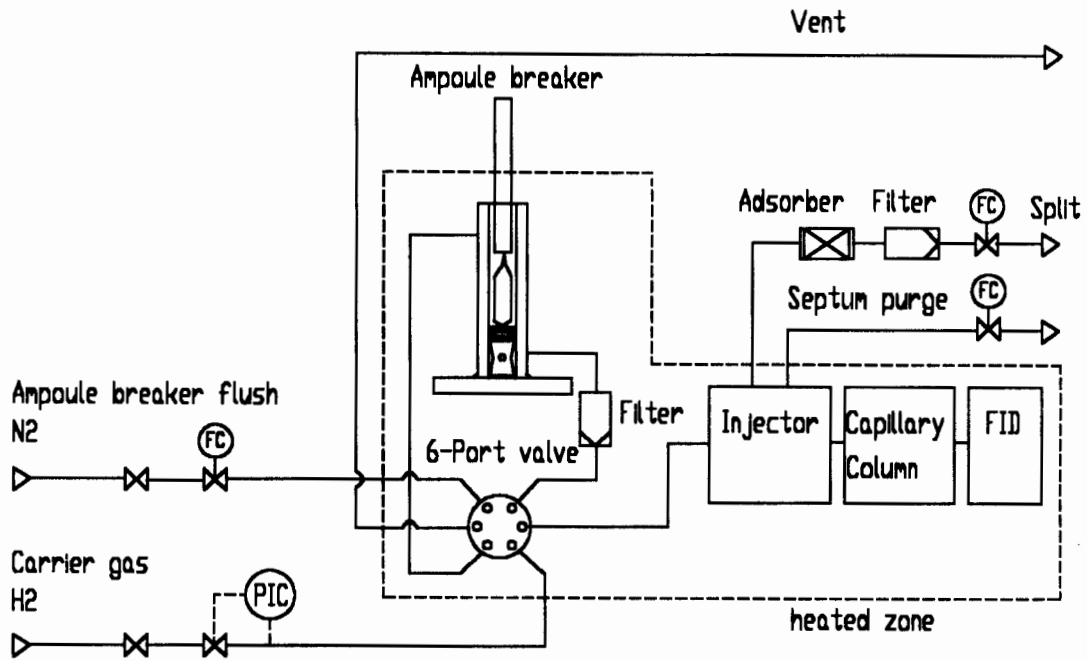 Vent
Ampoule breaker
Adsorber
Filter
FC
Split
Septum purge
FC
Ampoule breaker flush
N2
FC
Filter
6-Port valve
Injector
Capillary
Column
FID
Carrier gas
H2
PIC
heated zone